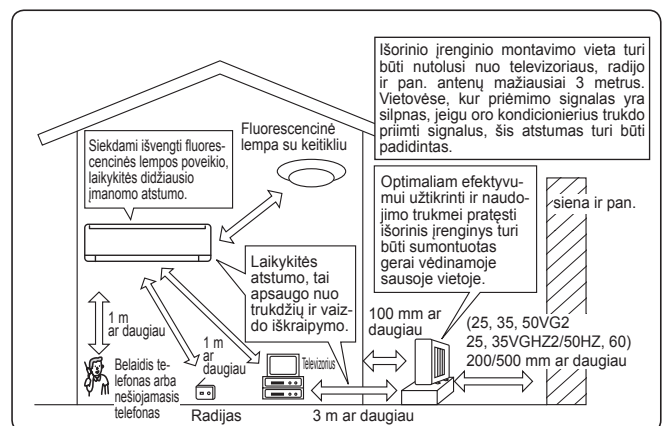 Išorinio įrenginio montavimo vieta turi
būti nutolusi nuo televizoriaus, radijo
ir pan. antenų mažiausiai 3 metrus.
Vietovėse, kur priėmimo signalas yra
silpnas, jeigu oro kondicionierius trukdo
priimti signalus, šis atstumas turi būti
padidintas.
Siekdami išvengti fluores-
cencinės lempos poveikio,
laikykitės didžiausio
įmanomo atstumo.
Fluorescencinė
lempa su keitikliu
Optimaliam efektyvu-
mui užtikrinti ir naudo-
jimo trukmei pratęsti
išorinis įrenginys turi
būti sumontuotas
gerai vėdinamoje
sausoje vietoje.
siena ir pan.
Laikykitės
atstumo, tai
apsaugo nuo
trukdžių ir vaiz-
do iškraipymo.
1 m
ar daugiau
1 m
ar
daugiau
100 mm ar
daugiau
(25, 35, 50VG2
25, 35VGHZ2/50HZ, 60)
200/500 mm ar daugiau
Belaidis te-
lefonas arba
nešiojamasis
telefonas
Radijas
Televizorius
3 m ar daugiau